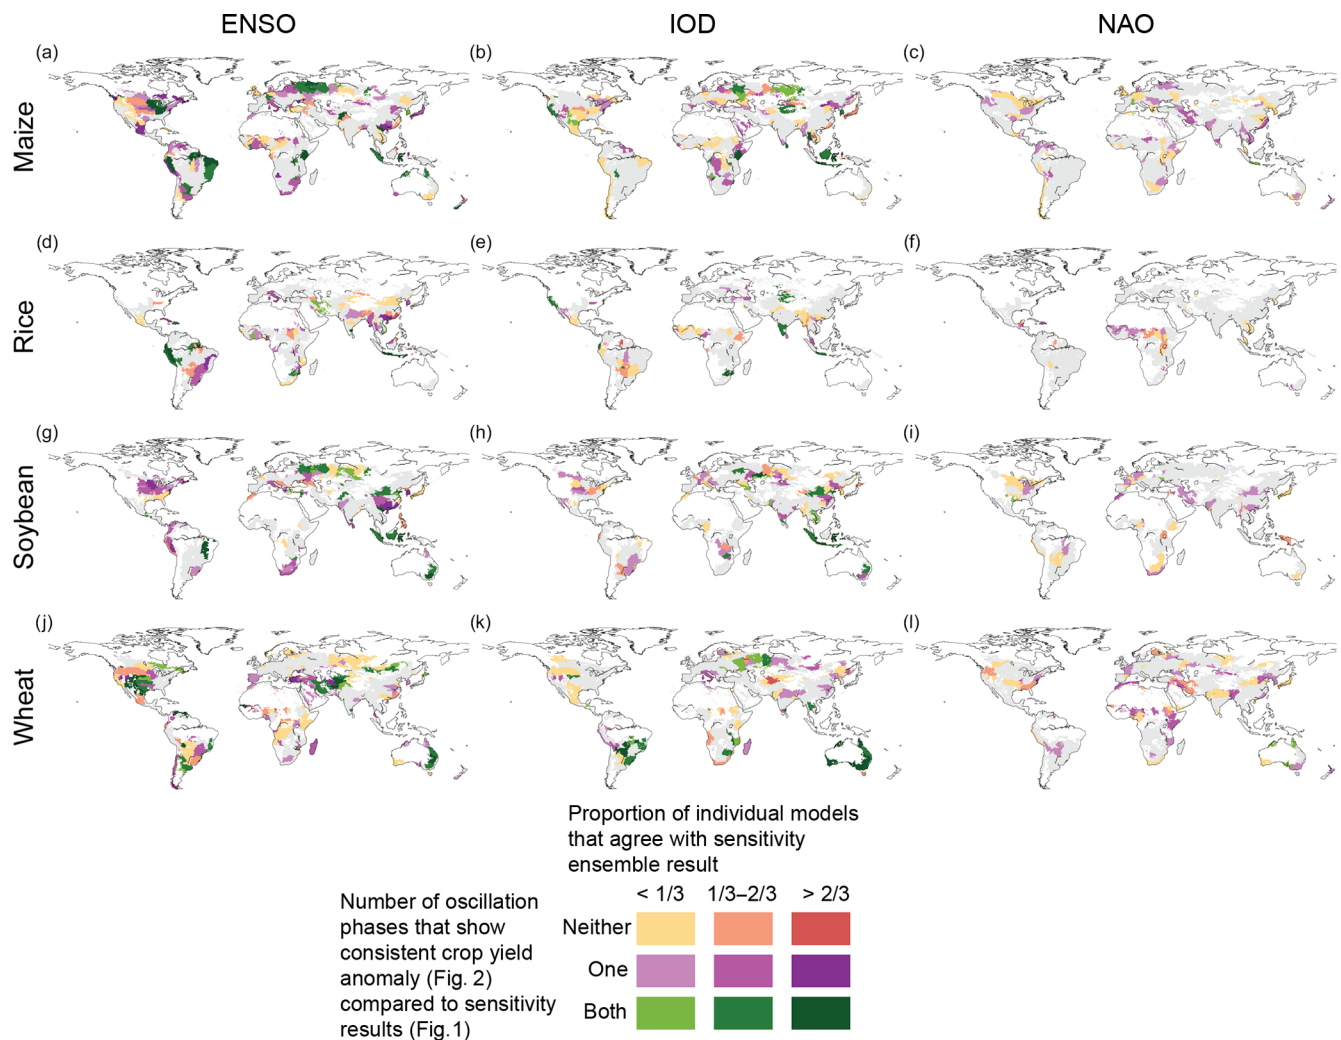 ENSO
IOD
NAO
Maize
(a)
(b)
(c)
Rice
(d)
(e)
(f)
Soybean
(g)
(h)
(i)
Wheat
(j)
(k)
(l)
Proportion of individual models
that agree with sensitivity
ensemble result
< 1/3
1/3–2/3
> 2/3
Number of oscillation
phases that show
consistent crop yield
anomaly (Fig. 2)
compared to sensitivity
results (Fig.1)
Neither
One
Both